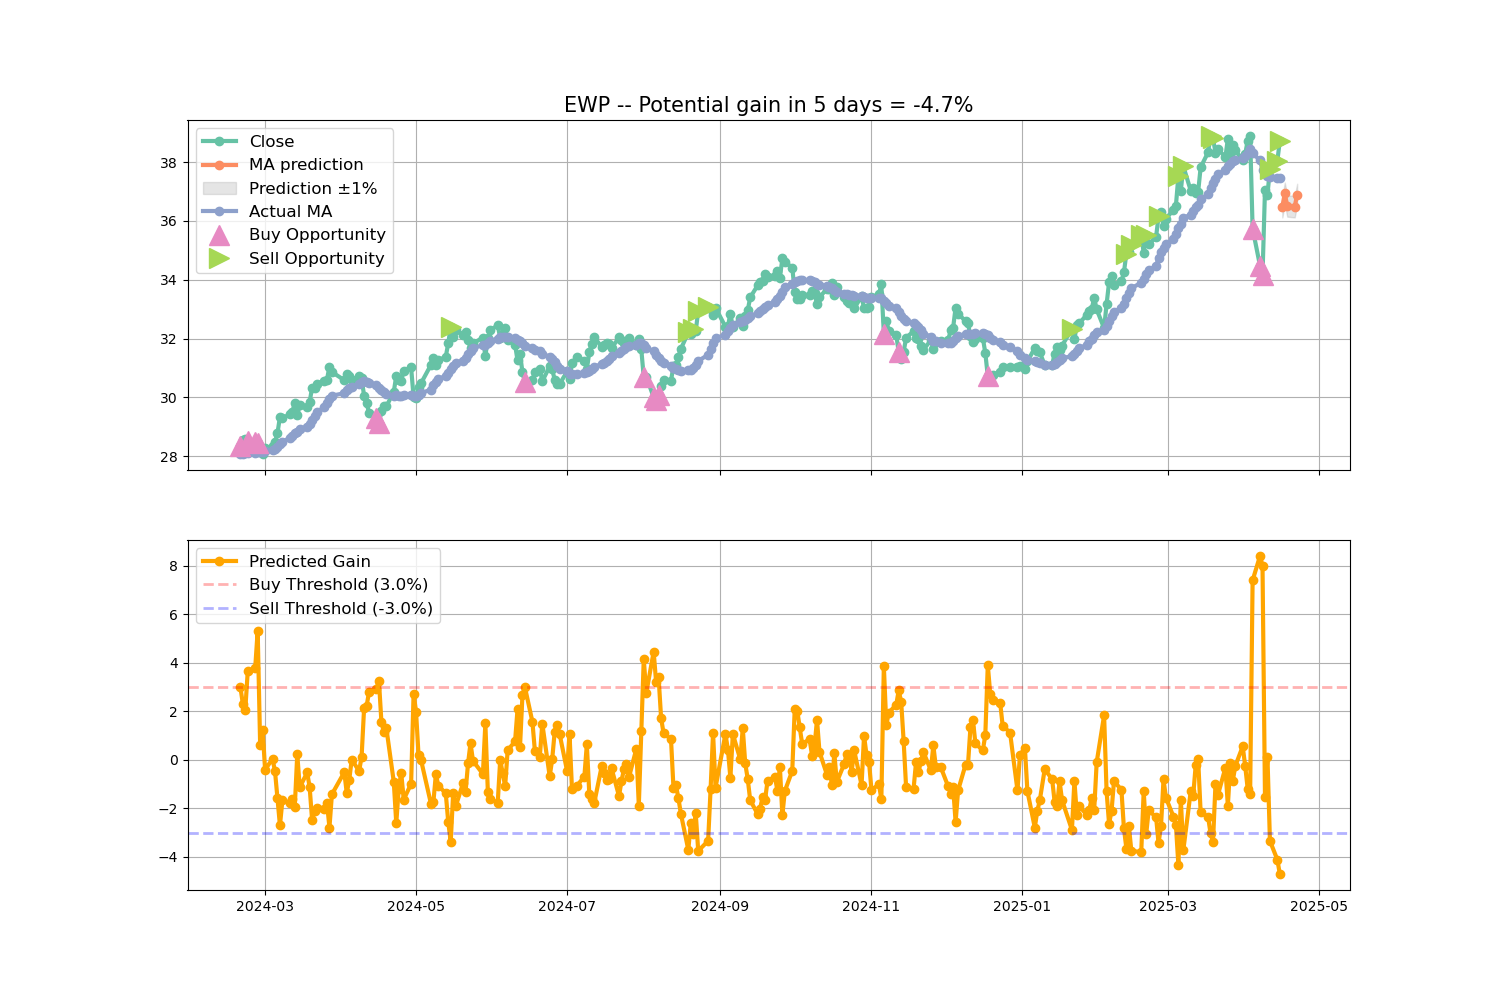 EWP -- Potential gain in 5 days = -4.7%
Close
MA prediction
Prediction ±1%
Actual MA
Buy Opportunity
Sell Opportunity
38
36
34
32
30
28
Predicted Gain
Buy Threshold (3.0%)
Sell Threshold (-3.0%)
8
6
4
2
0
−2
−4
2024-03 2024-05 2024-07 2024-09 2024-11 2025-01 2025-03 2025-05